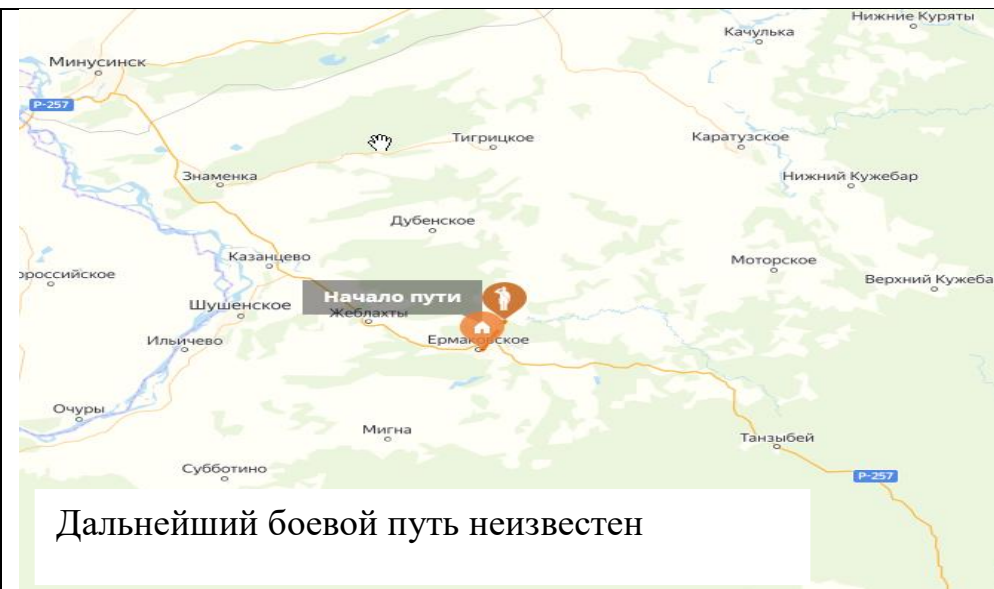 Нижние Куряты
Качулька
Минусинск
Р-257
Тигрицкое
Каратузское
Знаменка
Нижний Кужебар
Дубенское
Казанцево
Моторское
ороссийское
Верхний Кужеба
Начало пути
Шушенское
Жеблахты
Ильичево
Ермаковское
Очуры
Мигна
Танзыбей
Субботино
Р-257
Дальнейший боевой путь неизвестен